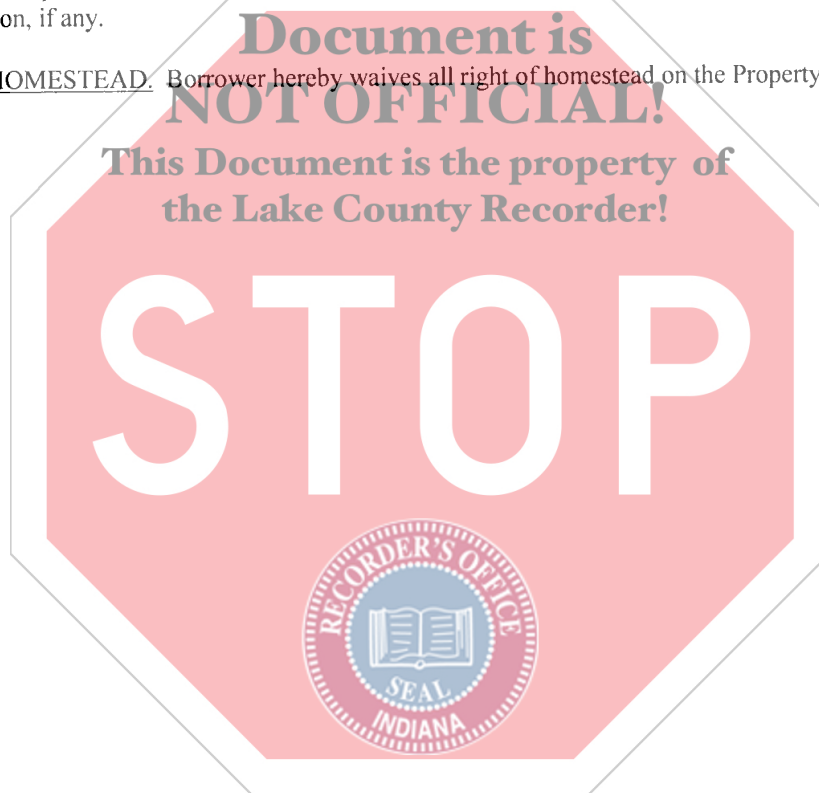 on, if any.
Document is
HOMESTEAD. Borrower hereby waives all right of homestead on the Property
NOT OFFICIAL!
This Document is the property of
the Lake County Recorder!
STOP
RECORDER'S OFFICE
SEAL
INDIANA